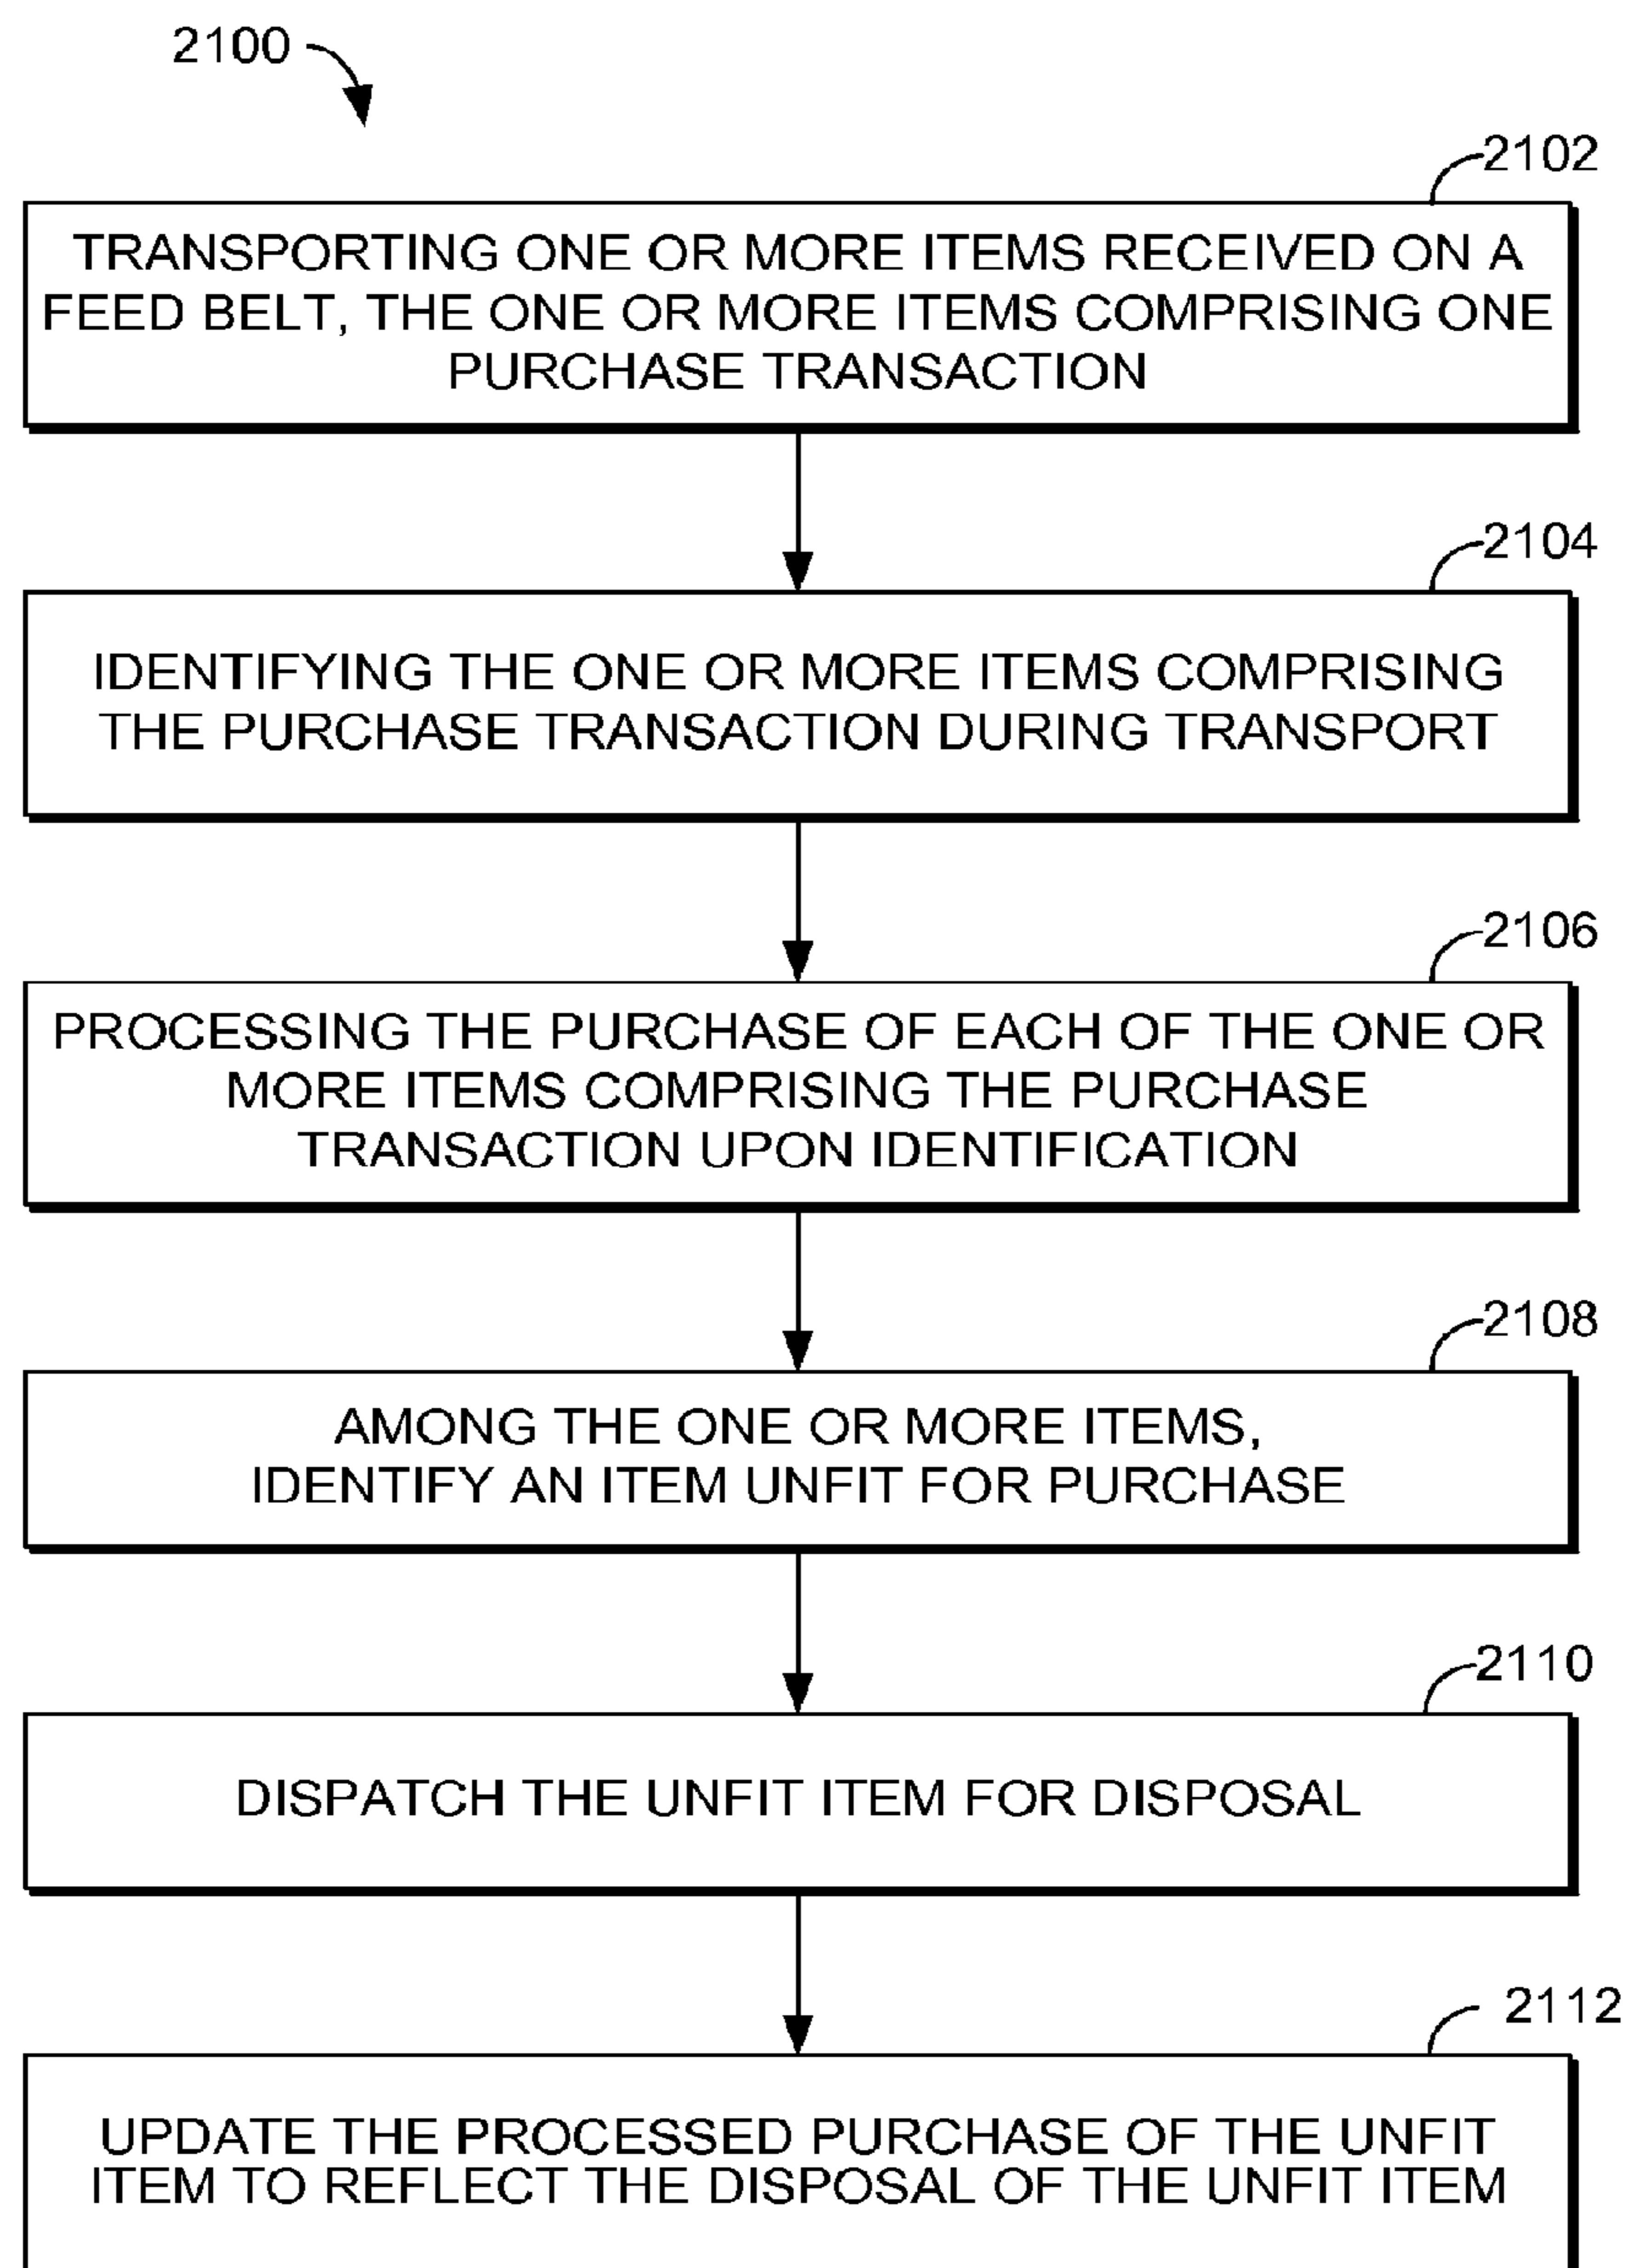 2100
2102
TRANSPORTING ONE OR MORE ITEMS RECEIVED ON A
FEED BELT, THE ONE OR MORE ITEMS COMPRISING ONE
PURCHASE TRANSACTION
2104
IDENTIFYING THE ONE OR MORE ITEMS COMPRISING
THE PURCHASE TRANSACTION DURING TRANSPORT
2106
PROCESSING THE PURCHASE OF EACH OF THE ONE OR
MORE ITEMS COMPRISING THE PURCHASE
TRANSACTION UPON IDENTIFICATION
2108
AMONG THE ONE OR MORE ITEMS,
IDENTIFY AN ITEM UNFIT FOR PURCHASE
2110
DISPATCH THE UNFIT ITEM FOR DISPOSAL
2112
UPDATE THE PROCESSED PURCHASE OF THE UNFIT
ITEM TO REFLECT THE DISPOSAL OF THE UNFIT ITEM